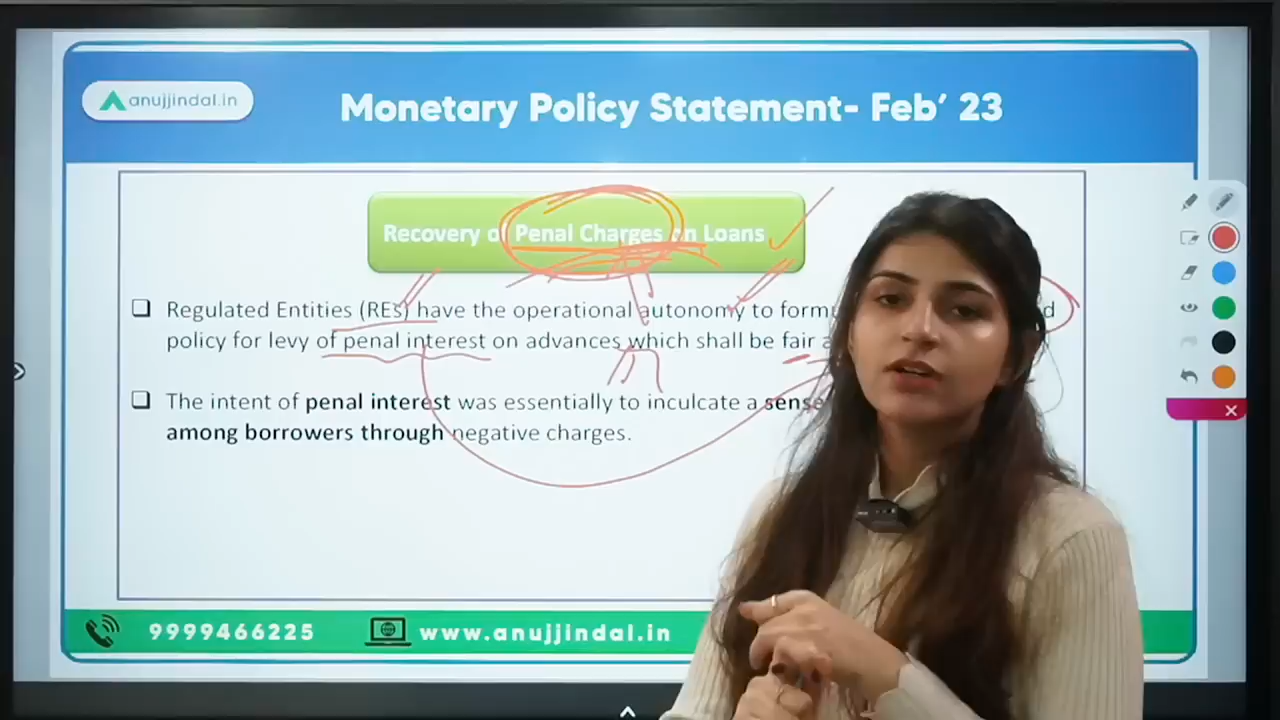 anujjindal.in
Monetary Policy Statement- Feb’ 23
Recovery of Penal Charges on Loans
Regulated Entities (REs) have the operational autonomy to
policy for levy of penal interest on advances which shall be fair
The intent of penal interest was essentially to inculcate a
among borrowers through negative charges.
9999466225
www.anujjindal.in